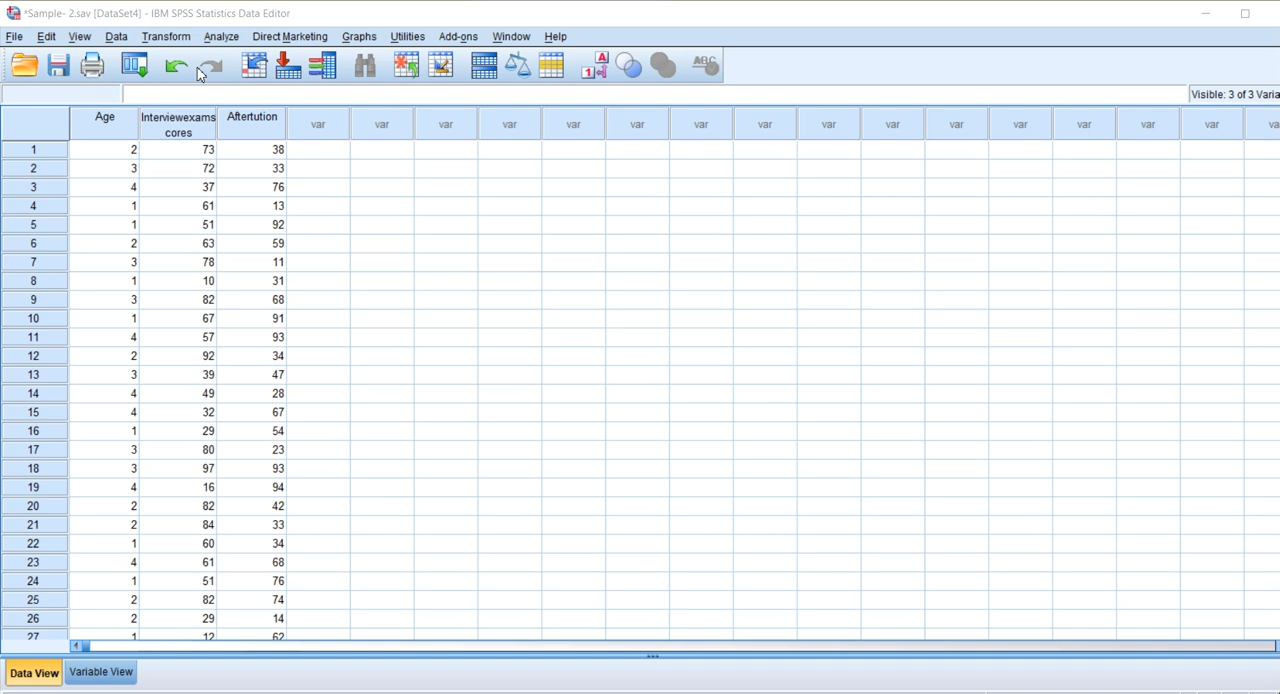 *Sample- 2.sav [DataSet4] - IBM SPSS Statistics Data Editor
File Edit View Data Transform Analyze Direct Marketing Graphs Utilities Add-ons Window Help
A
1
ABC
Visible: 3 of 3 Varia
Age Interviewexams Aftertution var var var var var var var var var var var var var var var va
cores
1 2 73 38
2 3 72 33
3 4 37 76
4 1 61 13
5 1 51 92
6 2 63 59
7 3 78 11
8 1 10 31
9 3 82 68
10 1 67 91
11 4 57 93
12 2 92 34
13 3 39 47
14 4 49 28
15 4 32 67
16 1 29 54
17 3 80 23
18 3 97 93
19 4 16 94
20 2 82 42
21 2 84 33
22 1 60 34
23 4 61 68
24 1 51 76
25 2 82 74
26 2 29 14
27 1 12 62
Data View Variable View